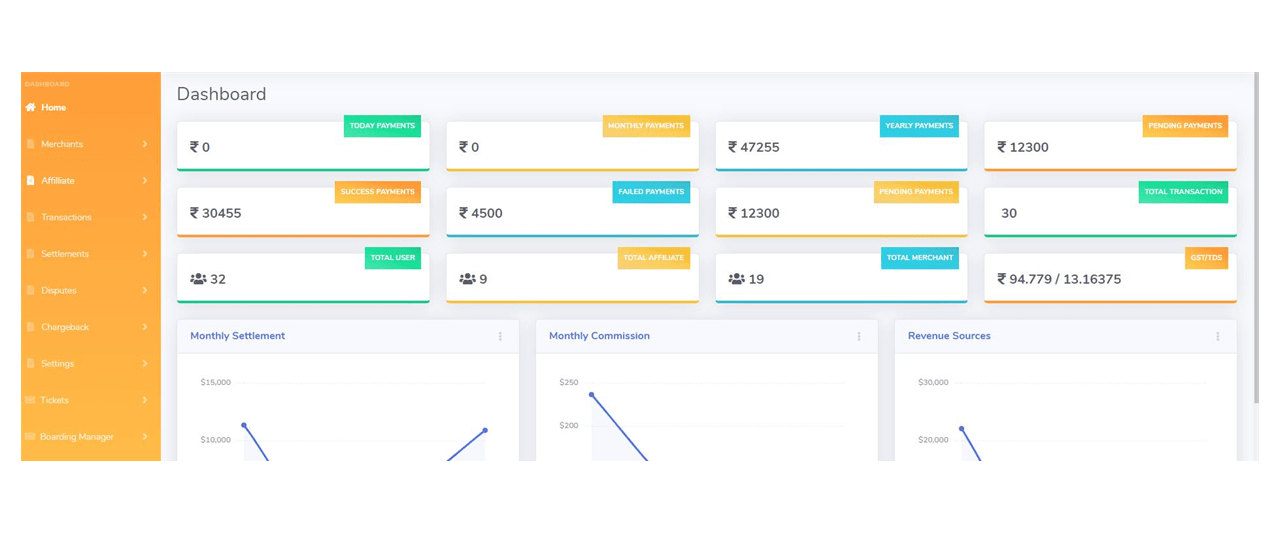 DASHBOARD
Home
Merchants
Affilliate
Transactions
Settlements
Disputes
Chargeback
Settings
Tickets
Boarding Manager
Dashboard
TODAY PAYMENTS
₹ 0
MONTHLY PAYMENTS
₹ 0
YEARLY PAYMENTS
₹ 47255
PENDING PAYMENTS
₹ 12300
SUCCESS PAYMENTS
₹ 30455
FAILED PAYMENTS
₹ 4500
PENDING PAYMENTS
₹ 12300
TOTAL TRANSACTION
30
TOTAL USER
32
TOTAL AFFILIATE
9
TOTAL MERCHANT
19
GST/TDS
₹ 94.779 / 13.16375
Monthly Settlement
$15,000
$10,000
Monthly Commission
$250
$200
Revenue Sources
$30,000
$20,000